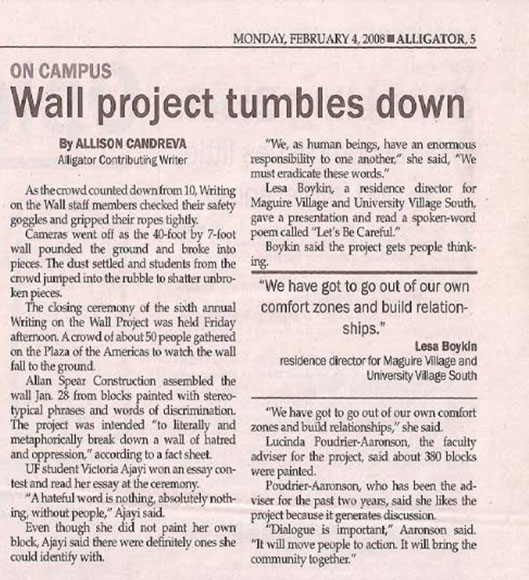 MONDAY, FEBRUARY 4, 2008 ■ ALLIGATOR, 5
ON CAMPUS
Wall project tumbles down
By ALLISON CANDREVA
Alligator Contributing Writer
As the crowd counted down from 10, Writing
on the Wall staff members checked their safety
goggles and gripped their ropes tightly.
Cameras went off as the 40-foot by 7-foot
wall pounded the ground and broke into
pieces. The dust settled and students from the
crowd jumped into the rubble to shatter unbro-
ken pieces.
The closing ceremony of the sixth annual
Writing on the Wall Project was held Friday
afternoon. A crowd of about 50 people gathered
on the Plaza of the Americas to watch the wall
fall to the ground.
Allan Spear Construction assembled the
wall Jan. 28 from blocks painted with stereo-
typical phrases and words of discrimination.
The project was intended "to literally and
metaphorically break down a wall of hatred
and oppression," according to a fact sheet.
UF student Victoria Ajayi won an essay con-
test and read her essay at the ceremony.
"A hateful word is nothing, absolutely noth-
ing, without people," Ajayi said.
Even though she did not paint her own
block, Ajayi said there were definitely ones she
could identify with.
"We, as human beings, have an enormous
responsibility to one another," she said, "We
must eradicate these words."
Lesa Boykin, a residence director for
Maguire Village and University Village South,
gave a presentation and read a spoken-word
poem called "Let's Be Careful."
Boykin said the project gets people think-
ing.
"We have got to go out of our own
comfort zones and build relation-
ships."
Lesa Boykin
residence director for Maguire Village and
University Village South
"We have got to go out of our own comfort
zones and build relationships," she said.
Lucinda Poudrier-Aaronson, the faculty
adviser for the project, said about 380 blocks
were painted.
Poudrier-Aaronson, who has been the ad-
viser for the past two years, said she likes the
project because it generates discussion.
"Dialogue is important," Aaronson said.
"It will move people to action. It will bring the
community together."